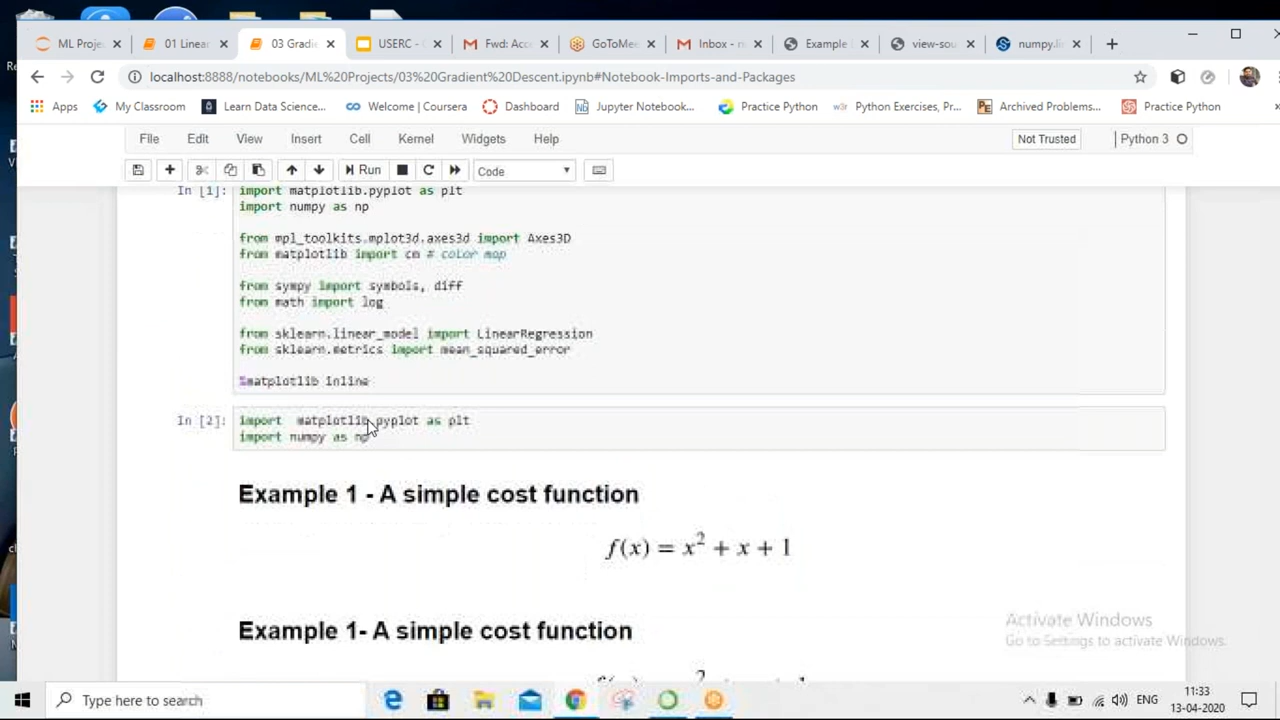 ML Proje
01 Linea
03 Gradie
USERC -
Fwd: Acc
GoToMee
Inbox - n
Example
view-sou
numpy.li
localhost:8888/notebooks/ML%20Projects/03%20Gradient%20Descent.ipynb#Notebook-Imports-and-Packages
Apps
My Classroom
Learn Data Science...
Welcome | Coursera
Dashboard
Jupyter Notebook...
Practice Python
Python Exercises, Pr...
Archived Problems...
Practice Python
File Edit View Insert Cell Kernel Widgets Help
Not Trusted
Python 3
Run
Code
In [1]:
import matplotlib.pyplot as plt
import numpy as np
from mpl_toolkits.mplot3d.axes3d import Axes3D
from matplotlib import cm # color map
from sympy import symbols, diff
from math import log
from sklearn.linear_model import LinearRegression
from sklearn.metrics import mean_squared_error
%matplotlib inline
In [2]:
import  matplotlib.pyplot as plt
import numpy as np
Example 1 - A simple cost function
f(x) = x² + x + 1
Example 1- A simple cost function
Activate Windows
Go to Settings to activate Windows.
Type here to search
ENG
11:33
13-04-2020